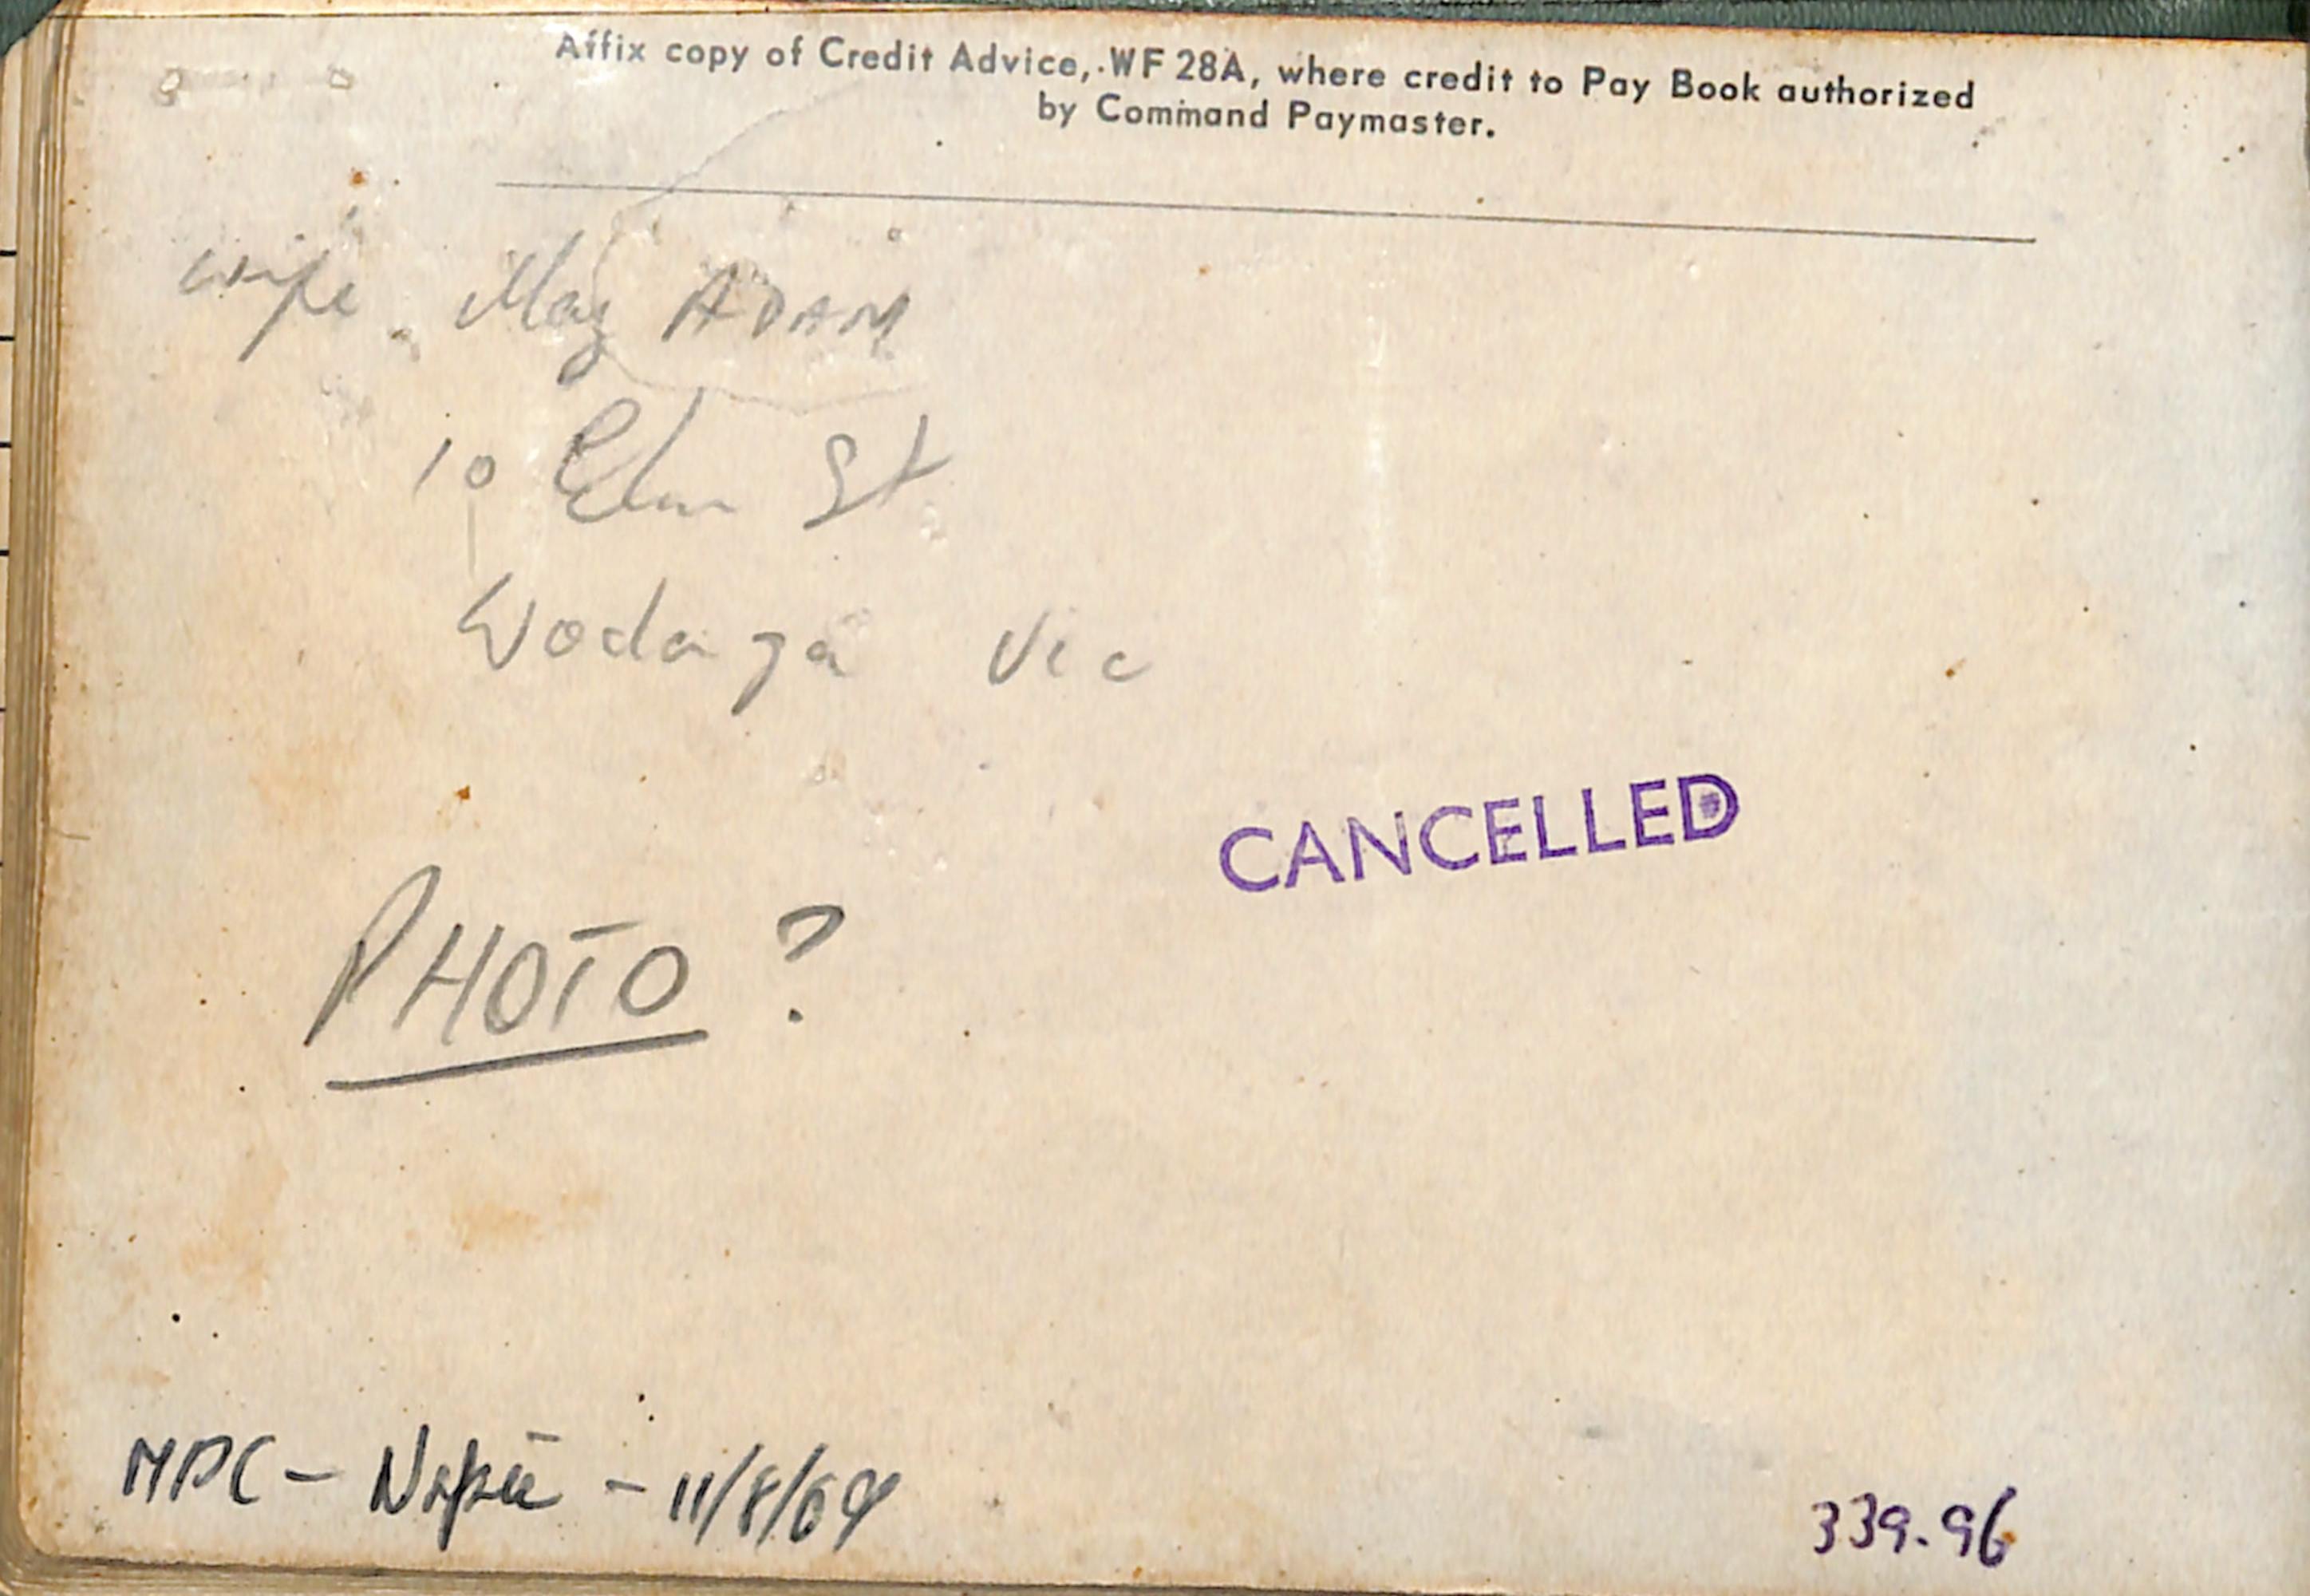 Affix copy of Credit Advice, WF 28A, where credit to Pay Book authorized
by Command Paymaster.
wife. May ADAM
10 Elm St
Wodonga Vic
CANCELLED
PHOTO ?
MPC - - 11/8/69
339.96